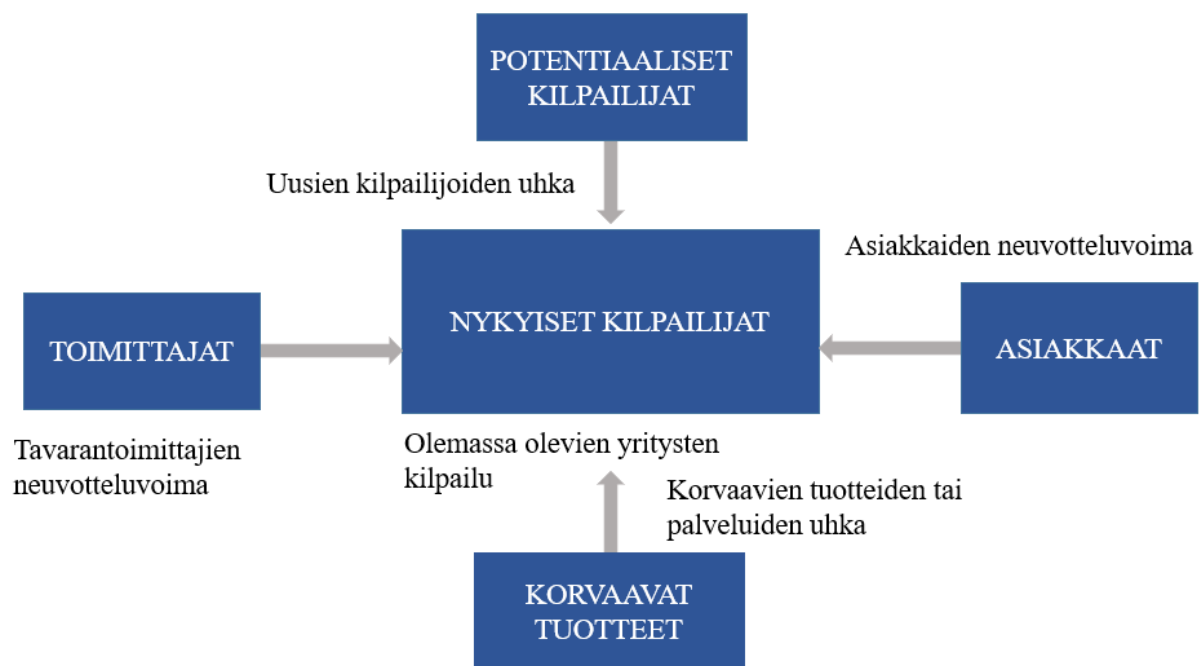 POTENTIAALISET
KILPAILIJAT
Uusien kilpailijoiden uhka
Asiakkaiden neuvotteluvoima
TOIMITTAJAT
NYKYISET KILPAILIJAT
ASIAKKAAT
Tavarantoimittajien
neuvotteluvoima
Olemassa olevien yritysten
kilpailu
Korvaavien tuotteiden tai
palveluiden uhka
KORVAAVAT
TUOTTEET